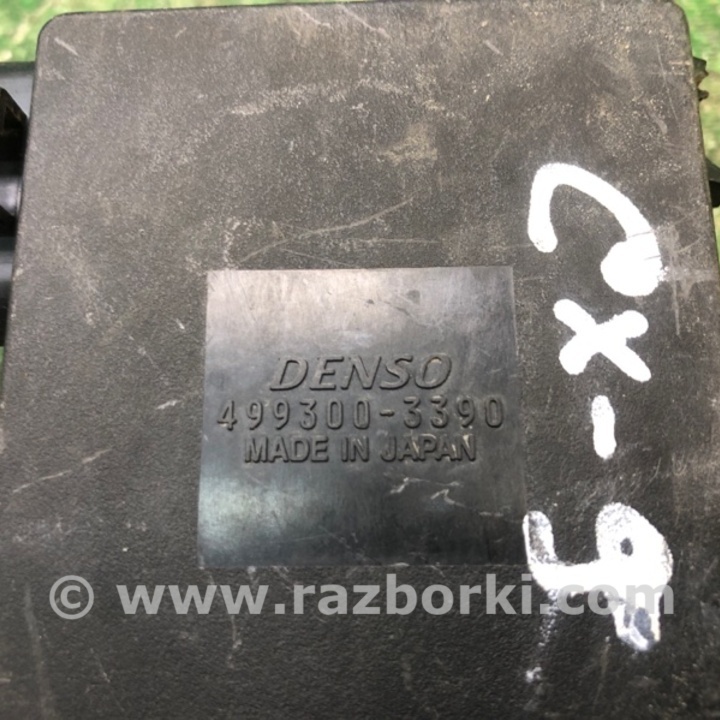 DENSO
499300-3390
MADE IN JAPAN
CX-9
© www.razborki.com